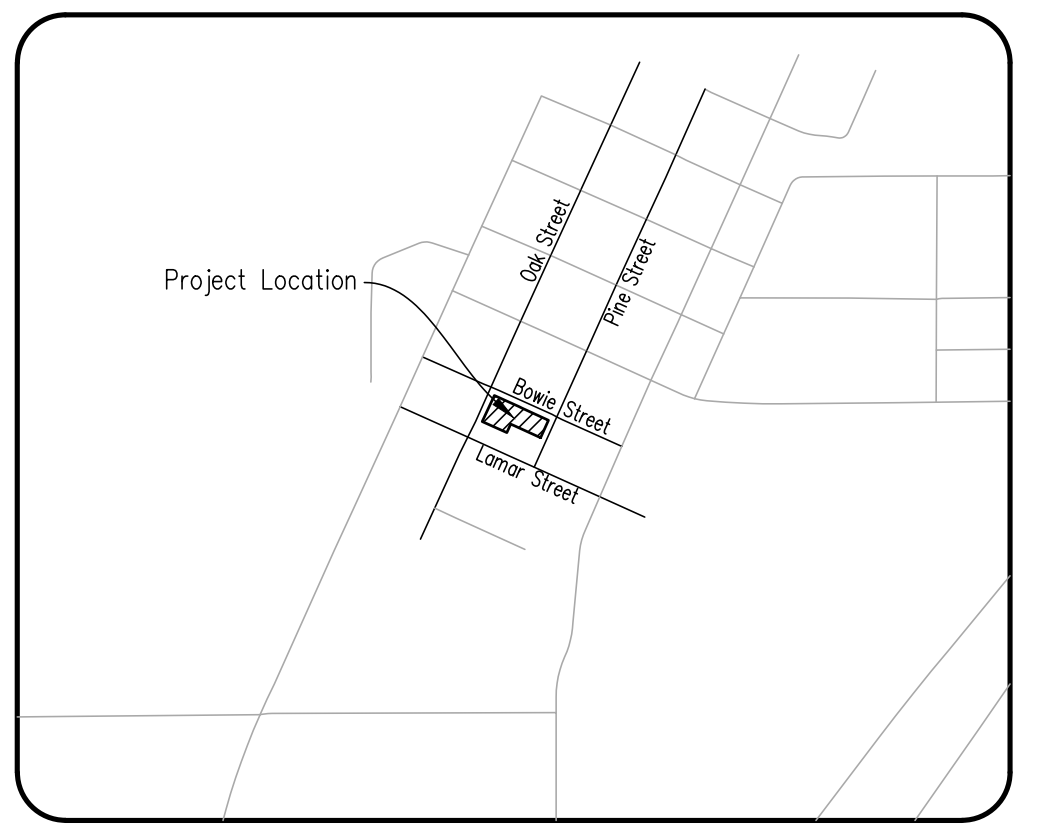 Oak Street
Pine Street
Project Location
Bowie Street
Lamar Street